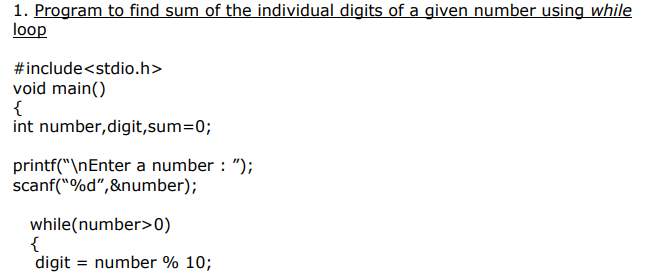 1. Program to find sum of the individual digits of a given number using while
loop
#include<stdio.h>
void main()
{
int number,digit,sum=0;
printf(“\nEnter a number : ”);
scanf(“%d”,&number);
while(number>0)
{
digit = number % 10;